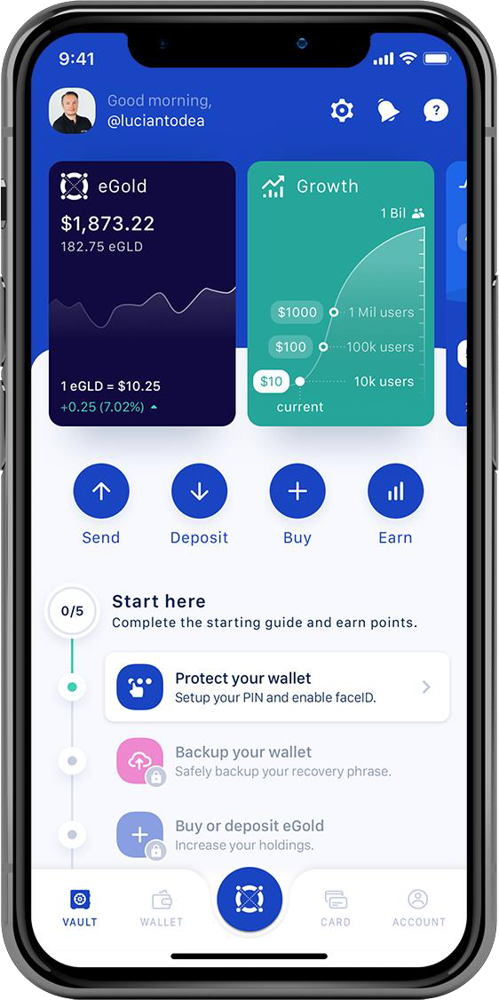 9:41
Good morning,
@luciantodea
?
eGold
$1,873.22
182.75 eGLD
1 eGLD = $10.25
+0.25 (7.02%)
Growth
1 Bil
$1000 1 Mil users
$100 100k users
$10 10k users
current
Send Deposit Buy Earn
0/5
Start here
Complete the starting guide and earn points.
Protect your wallet
Setup your PIN and enable faceID.
Backup your wallet
Safely backup your recovery phrase.
Buy or deposit eGold
Increase your holdings.
VAULT WALLET CARD ACCOUNT